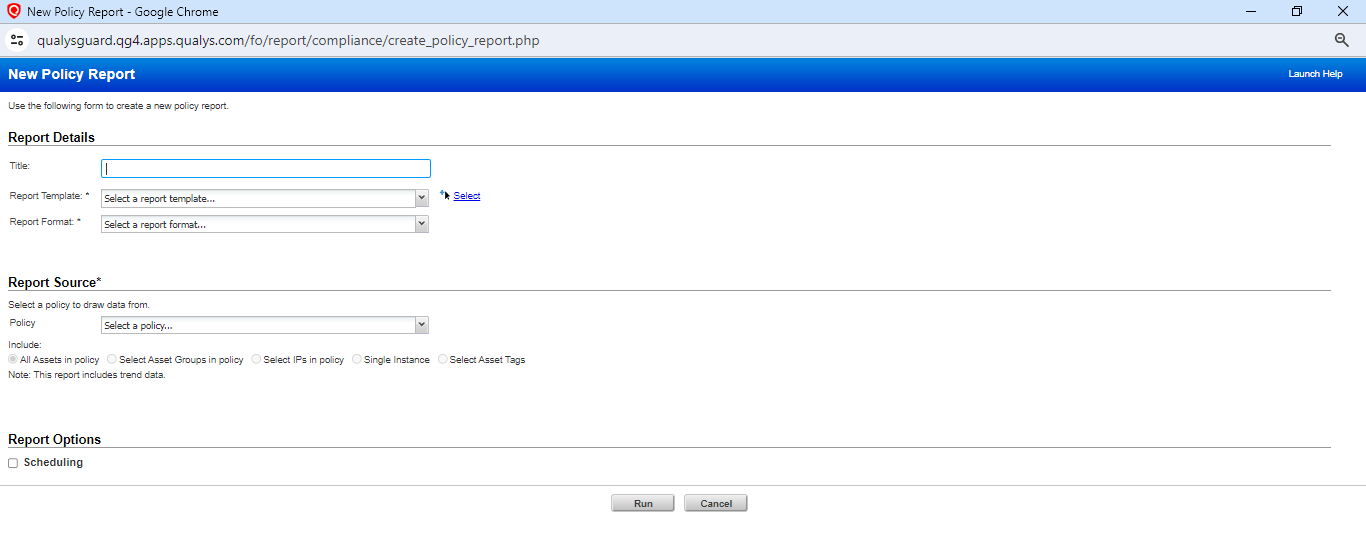 New Policy Report - Google Chrome
qualysguard.qg4.apps.qualys.com/fo/report/compliance/create_policy_report.php
New Policy Report Launch Help
Use the following form to create a new policy report.
Report Details
Title:
Report Template: * Select a report template... Select
Report Format: * Select a report format...
Report Source*
Select a policy to draw data from.
Policy Select a policy...
Include:
All Assets in policy Select Asset Groups in policy Select IPs in policy Single Instance Select Asset Tags
Note: This report includes trend data.
Report Options
Scheduling
Run Cancel